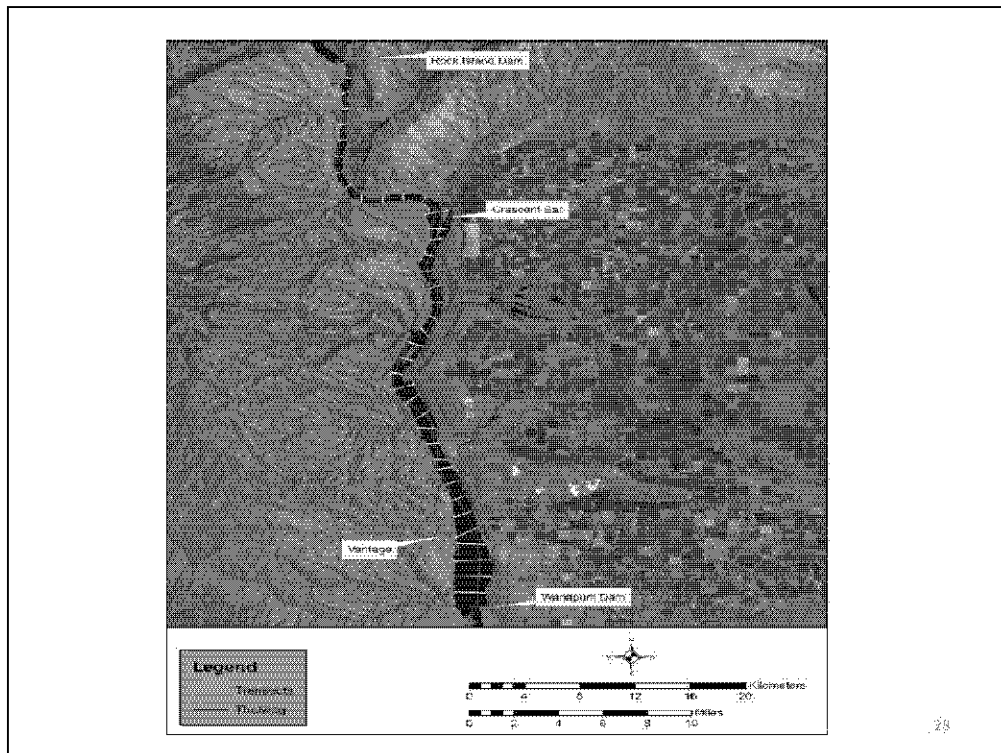 Rock Island Dam
Crescent Bar
Vantage
Wanapum Dam
Legend
Transects
Thalweg
Kilometers
0 4 8 12 16 20
Miles
0 2 4 6 8 10